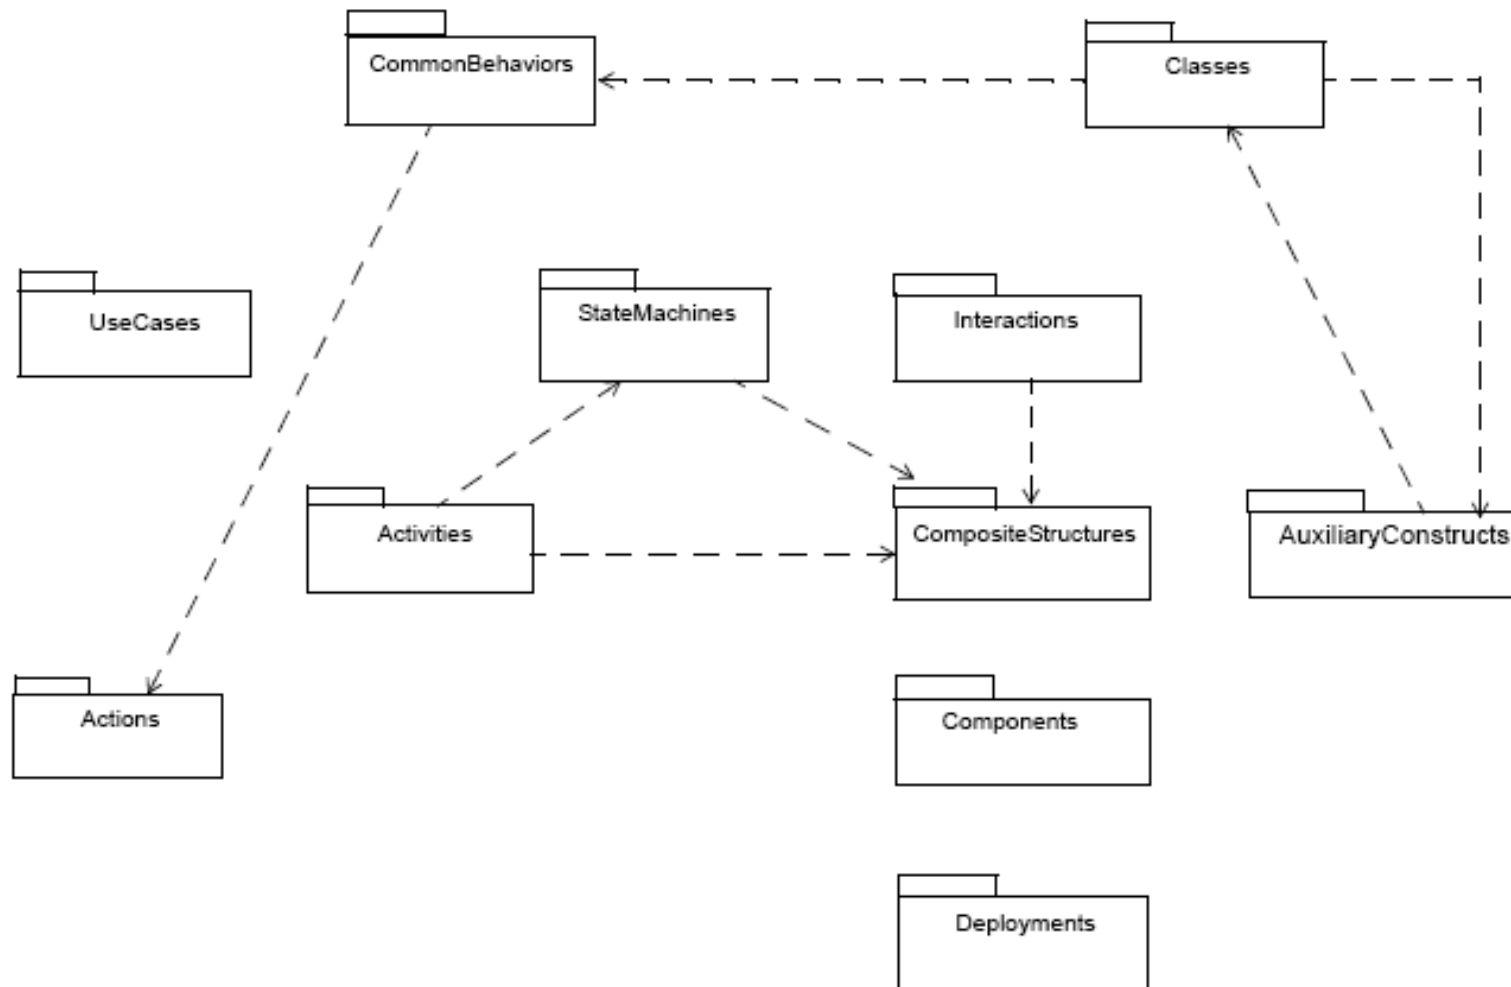 CommonBehaviors
Classes
UseCases
StateMachines
Interactions
Activities
CompositeStructures
AuxiliaryConstructs
Actions
Components
Deployments